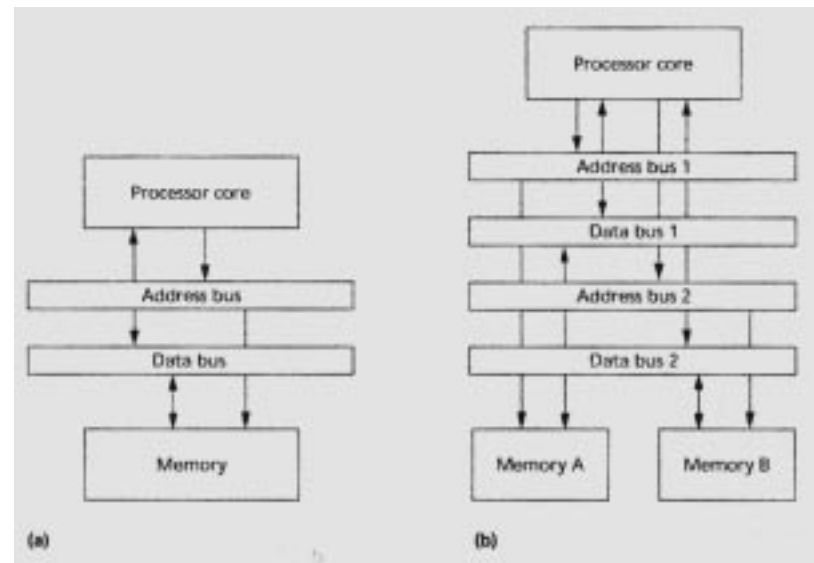 Processor core
Address bus
Data bus
Memory
(a)
Processor core
Address bus 1
Data bus 1
Address bus 2
Data bus 2
Memory A
Memory B
(b)